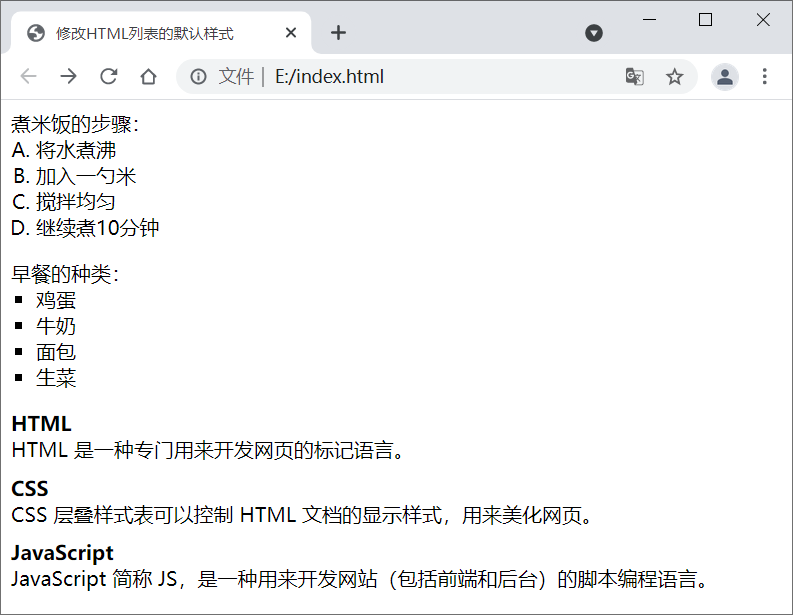 修改HTML列表的默认样式
文件 | E:/index.html
煮米饭的步骤：
A. 将水煮沸
B. 加入一勺米
C. 搅拌均匀
D. 继续煮10分钟
早餐的种类：
鸡蛋
牛奶
面包
生菜
HTML
HTML 是一种专门用来开发网页的标记语言。
CSS
CSS 层叠样式表可以控制 HTML 文档的显示样式，用来美化网页。
JavaScript
JavaScript 简称 JS，是一种用来开发网站（包括前端和后台）的脚本编程语言。